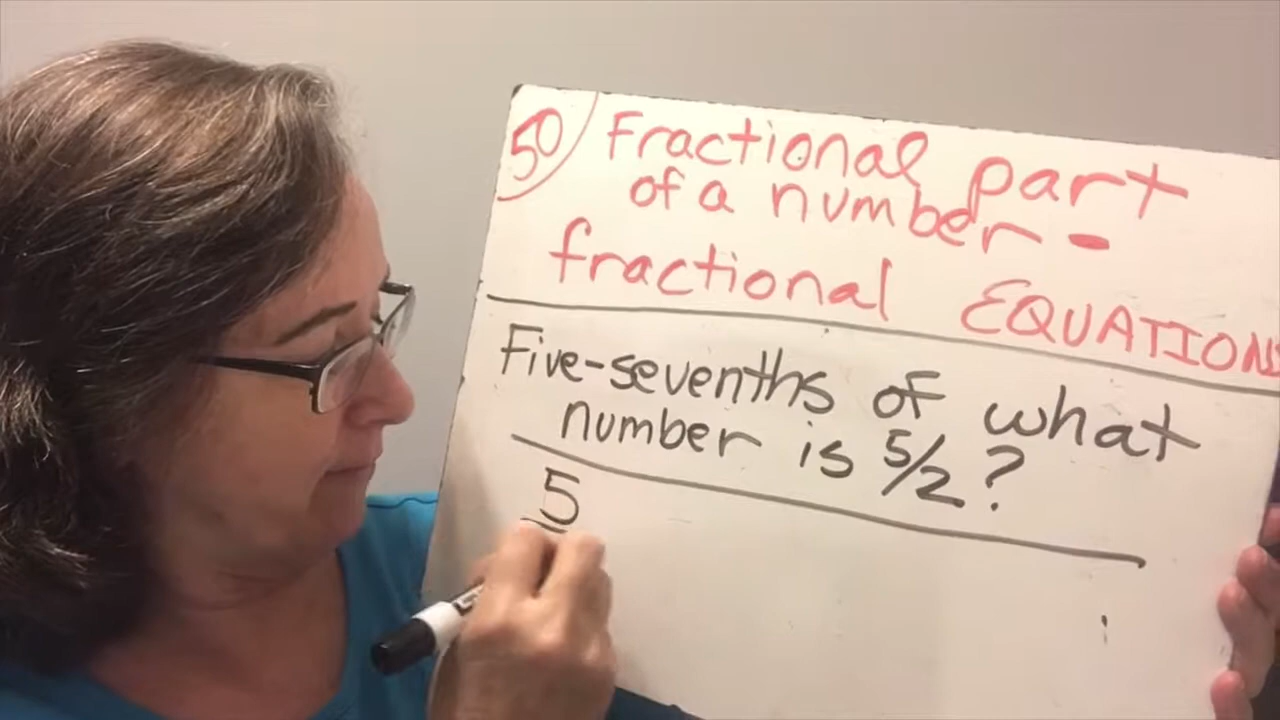 50 Fractional part
of a number -
fractional EQUATIONS
Five-sevenths of what
number is 5/2?
5